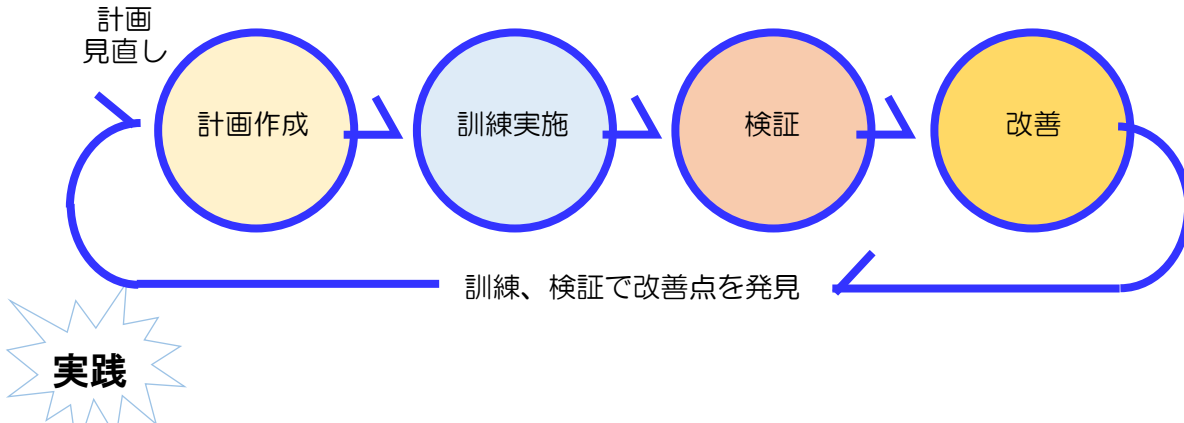 計画
見直し
計画作成
訓練実施
検証
改善
訓練、検証で改善点を発見
実践